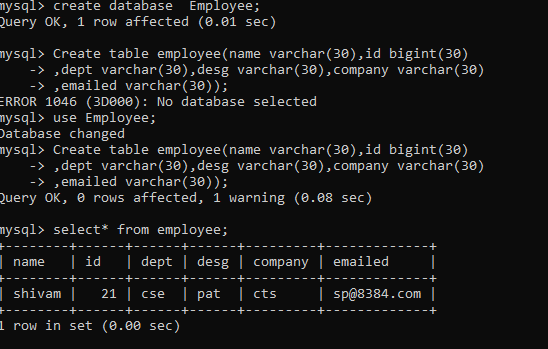 mysql> create database  Employee;
Query OK, 1 row affected (0.01 sec)
mysql> Create table employee(name varchar(30),id bigint(30)
    -> ,dept varchar(30),desg varchar(30),company varchar(30)
    -> ,emailed varchar(30));
ERROR 1046 (3D000): No database selected
mysql> use Employee;
Database changed
mysql> Create table employee(name varchar(30),id bigint(30)
    -> ,dept varchar(30),desg varchar(30),company varchar(30)
    -> ,emailed varchar(30));
Query OK, 0 rows affected, 1 warning (0.08 sec)
mysql> select* from employee;
+--------+------+------+------+---------+-------------+
| name   | id   | dept | desg | company | emailed     |
+--------+------+------+------+---------+-------------+
| shivam |   21 | cse  | pat  | cts     | sp@8384.com |
+--------+------+------+------+---------+-------------+
1 row in set (0.00 sec)